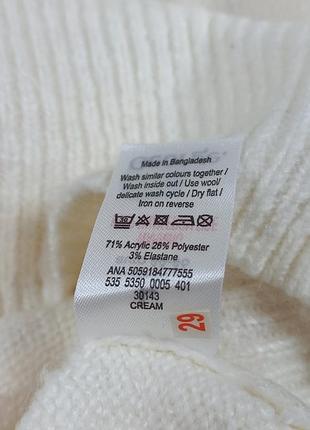 Made in Bangladesh
Wash similar colours together /
Wash inside out / Use wool/
delicate wash cycle / Dry flat /
Iron on reverse
71% Acrylic 26% Polyester
3% Elastane
ANA 5059184777555
535 5350 0005 401
30143
CREAM
29